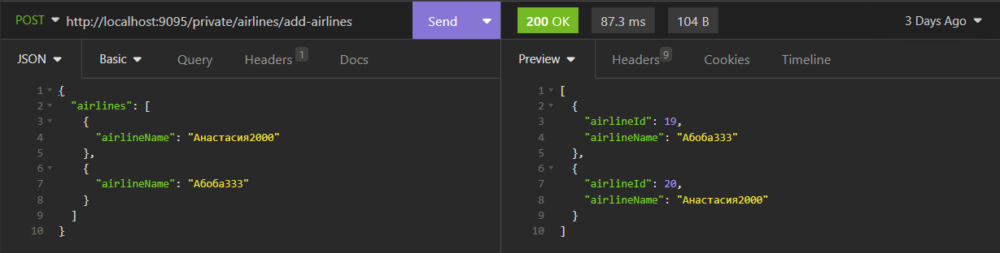 POST http://localhost:9095/private/airlines/add-airlines Send 200 OK 87.3 ms 104 B 3 Days Ago
JSON Basic Query Headers 1 Docs Preview Headers 9 Cookies Timeline
1 {
2 "airlines": [
3 {
4 "airlineName": "Анастасия2000"
5 },
6 {
7 "airlineName": "Абоба333"
8 }
9 ]
10 }
1 [
2 {
3 "airlineId": 19,
4 "airlineName": "Абоба333"
5 },
6 {
7 "airlineId": 20,
8 "airlineName": "Анастасия2000"
9 }
10 ]